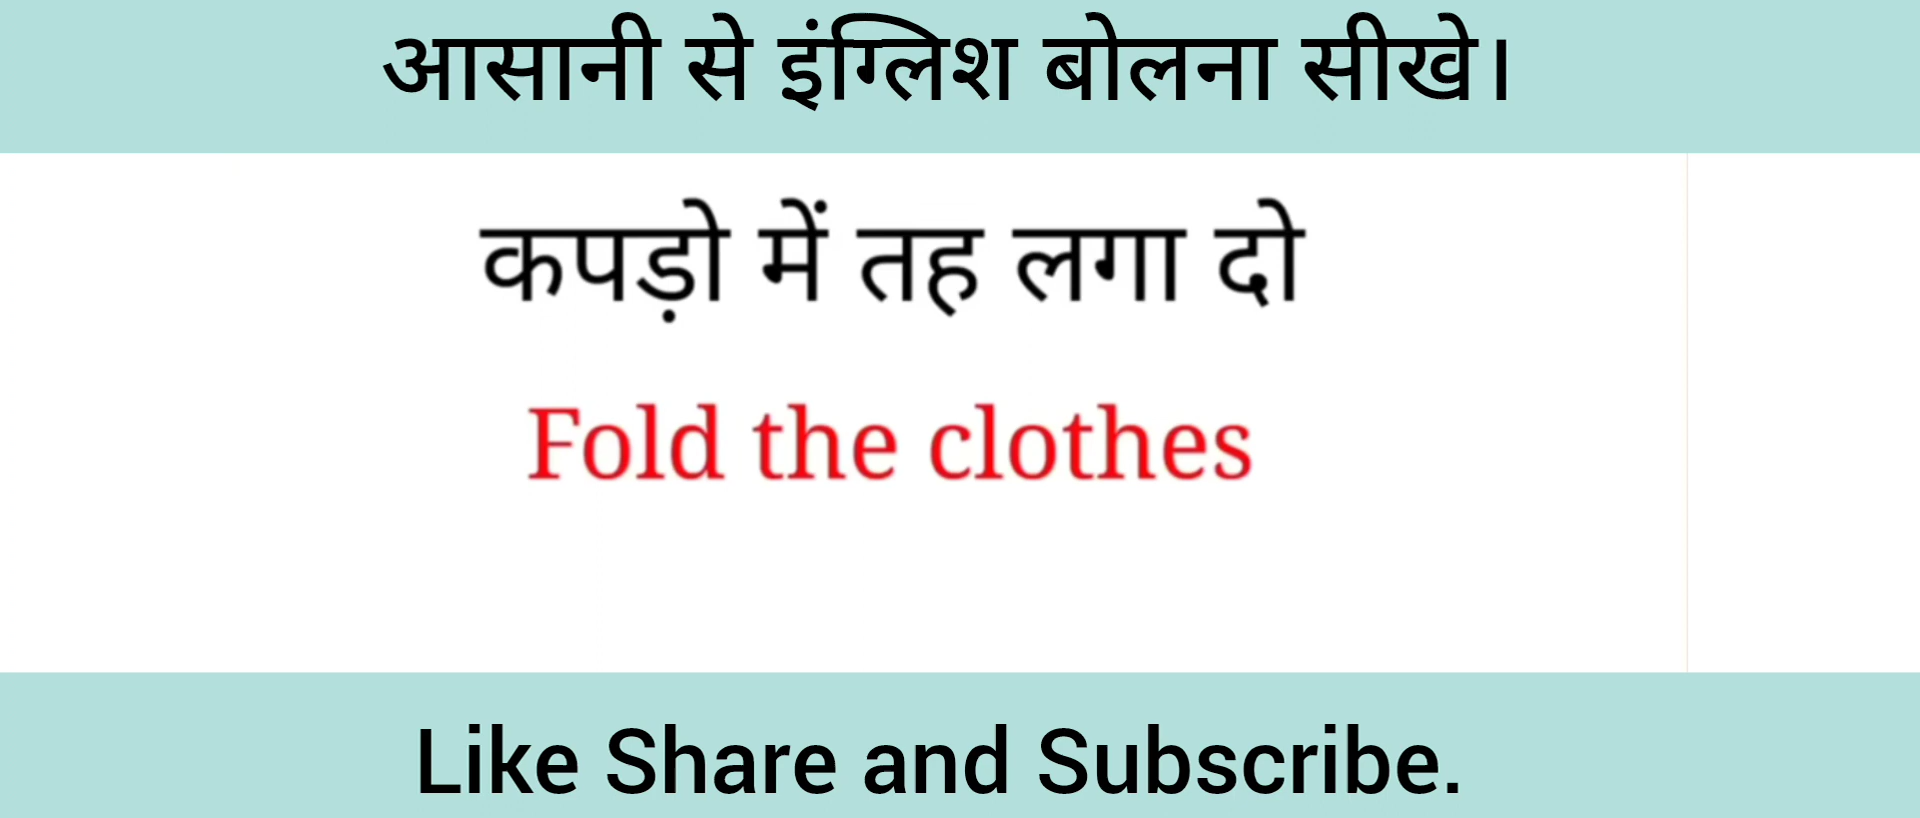 आसानी से इंग्लिश बोलना सीखे।
कपड़ो में तह लगा दो
Fold the clothes
Like Share and Subscribe.